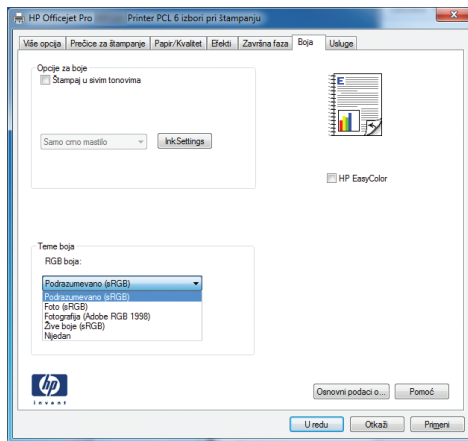 HP Officejet Pro Printer PCL 6 izbori pri štampanju
Više opcija Prečice za štampanje Papir/Kvalitet Efekti Završna faza Boja Usluge
Opcije za boje
Štampaj u sivim tonovima
Samo crno mastilo
Ink Settings
E
HP EasyColor
Teme boja
RGB boja:
Podrazumevano (sRGB)
Podrazumevano (sRGB)
Foto (sRGB)
Fotografija (Adobe RGB 1998)
Žive boje (sRGB)
Nijedan
hp
invent
Osnovni podaci o... Pomoć
U redu Otkaži Primeni